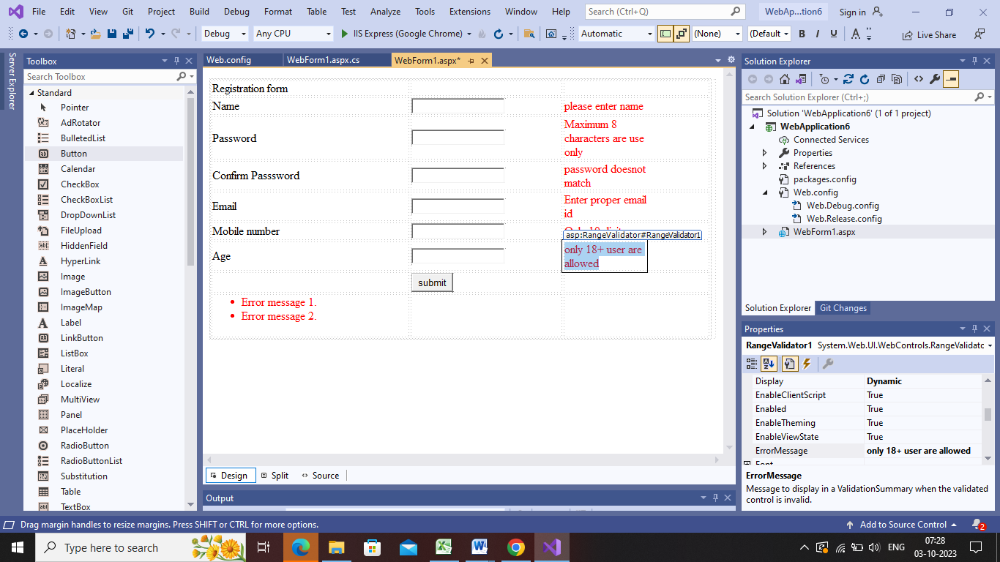 File Edit View Git Project Build Debug Format Table Test Analyze Tools Extensions Window Help Search (Ctrl+Q) WebAp...tion6 Sign in
Debug Any CPU IIS Express (Google Chrome) Automatic (None) (Default B I U A Live Share
Server Explorer
Toolbox
Search Toolbox
Standard
Pointer
AdRotator
BulletedList
Button
Calendar
CheckBox
CheckBoxList
DropDownList
FileUpload
HiddenField
HyperLink
Image
ImageButton
ImageMap
Label
LinkButton
ListBox
Literal
Localize
MultiView
Panel
PlaceHolder
RadioButton
RadioButtonList
Substitution
Table
TextBox
Web.config WebForm1.aspx.cs WebForm1.aspx*
Registration form
Name please enter name
Password Maximum 8
characters are use
only
Confirm Passsword password doesnot
match
Email Enter proper email
id
Mobile number
asp:RangeValidator#RangeValidator1
Age only 18+ user are
allowed
submit
Error message 1.
Error message 2.
Design Split Source
Output
Solution Explorer
Search Solution Explorer (Ctrl+;)
Solution 'WebApplication6' (1 of 1 project)
WebApplication6
Connected Services
Properties
References
packages.config
Web.config
Web.Debug.config
Web.Release.config
WebForm1.aspx
Solution Explorer Git Changes
Properties
RangeValidator1 System.Web.UI.WebControls.RangeValidatc
Display Dynamic
EnableClientScript True
Enabled True
EnableTheming True
EnableViewState True
ErrorMessage only 18+ user are allowed
Font
ErrorMessage
Message to display in a ValidationSummary when the validated
control is invalid.
Drag margin handles to resize margins. Press SHIFT or CTRL for more options. Add to Source Control 2
Type here to search ENG 07:28
03-10-2023